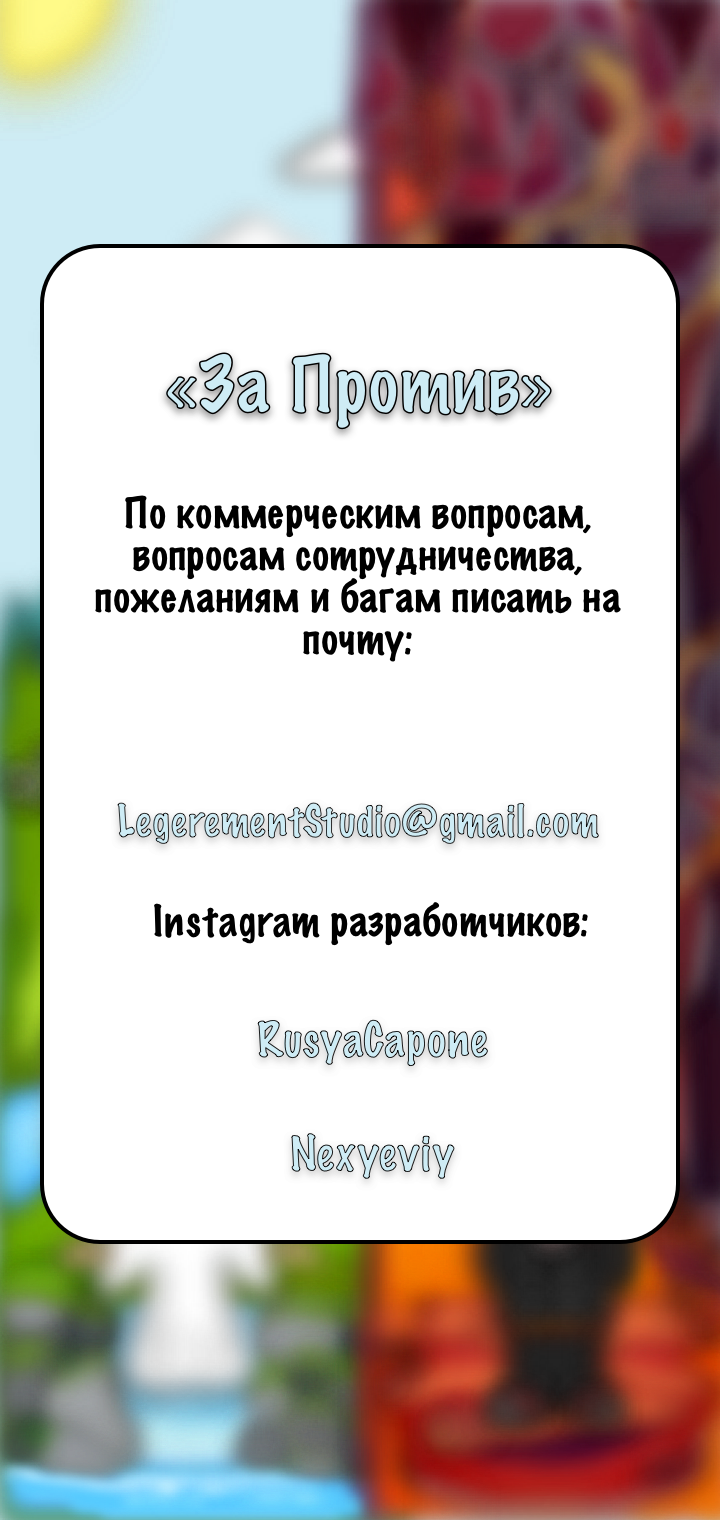 «За Против»
По коммерческим вопросам,
вопросам сотрудничества,
пожеланиям и багам писать на
почту:
LegerementStudio@gmail.com
Instagram разработчиков:
RusyaCapone
Nexyeviy